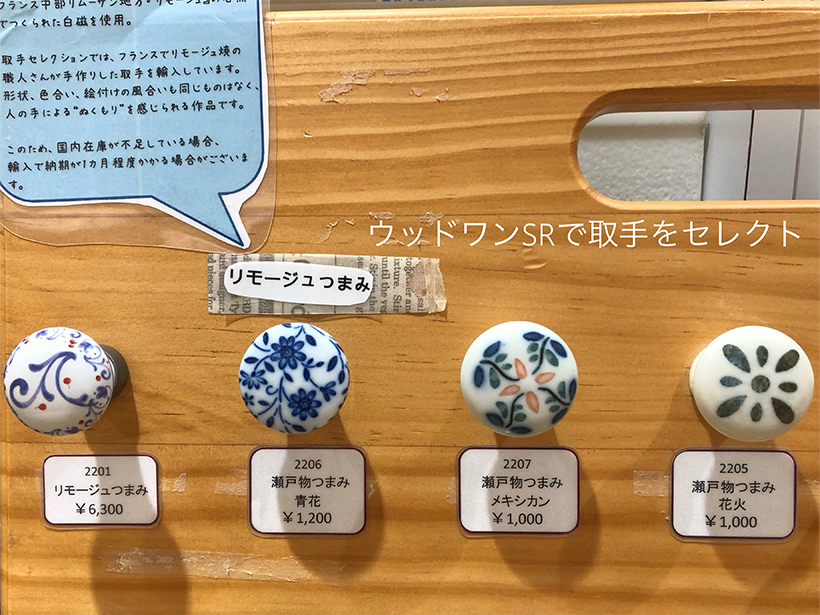 フランス中部リムーザン地方
でつくられた白磁を使用。
取手セレクションでは、フランスでリモージュ焼の
職人さんが手作りした取手を輸入しています。
形状、色合い、絵付けの風合いも同じものはなく、
人の手による“ぬくもり”を感じられる作品です。
このため、国内在庫が不足している場合、
輸入で納期が1カ月程度かかる場合がございま
す。
ウッドワンSRで取手をセレクト
リモージュつまみ
2201
リモージュつまみ
￥6,300
2206
瀬戸物つまみ
青花
￥1,200
2207
瀬戸物つまみ
メキシカン
￥1,000
2205
瀬戸物つまみ
花火
￥1,000